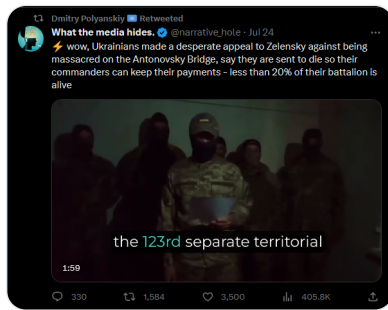 Dmitry Polyanskiy Retweeted
What the media hides. @narrative_hole · Jul 24 ...
⚡ wow, Ukrainians made a desperate appeal to Zelensky against being
massacred on the Antonovsky Bridge, say they are sent to die so their
commanders can keep their payments - less than 20% of their battallon is
alive
the 123rd separate territorial
1:59
330 1,584 3,500 405.8K